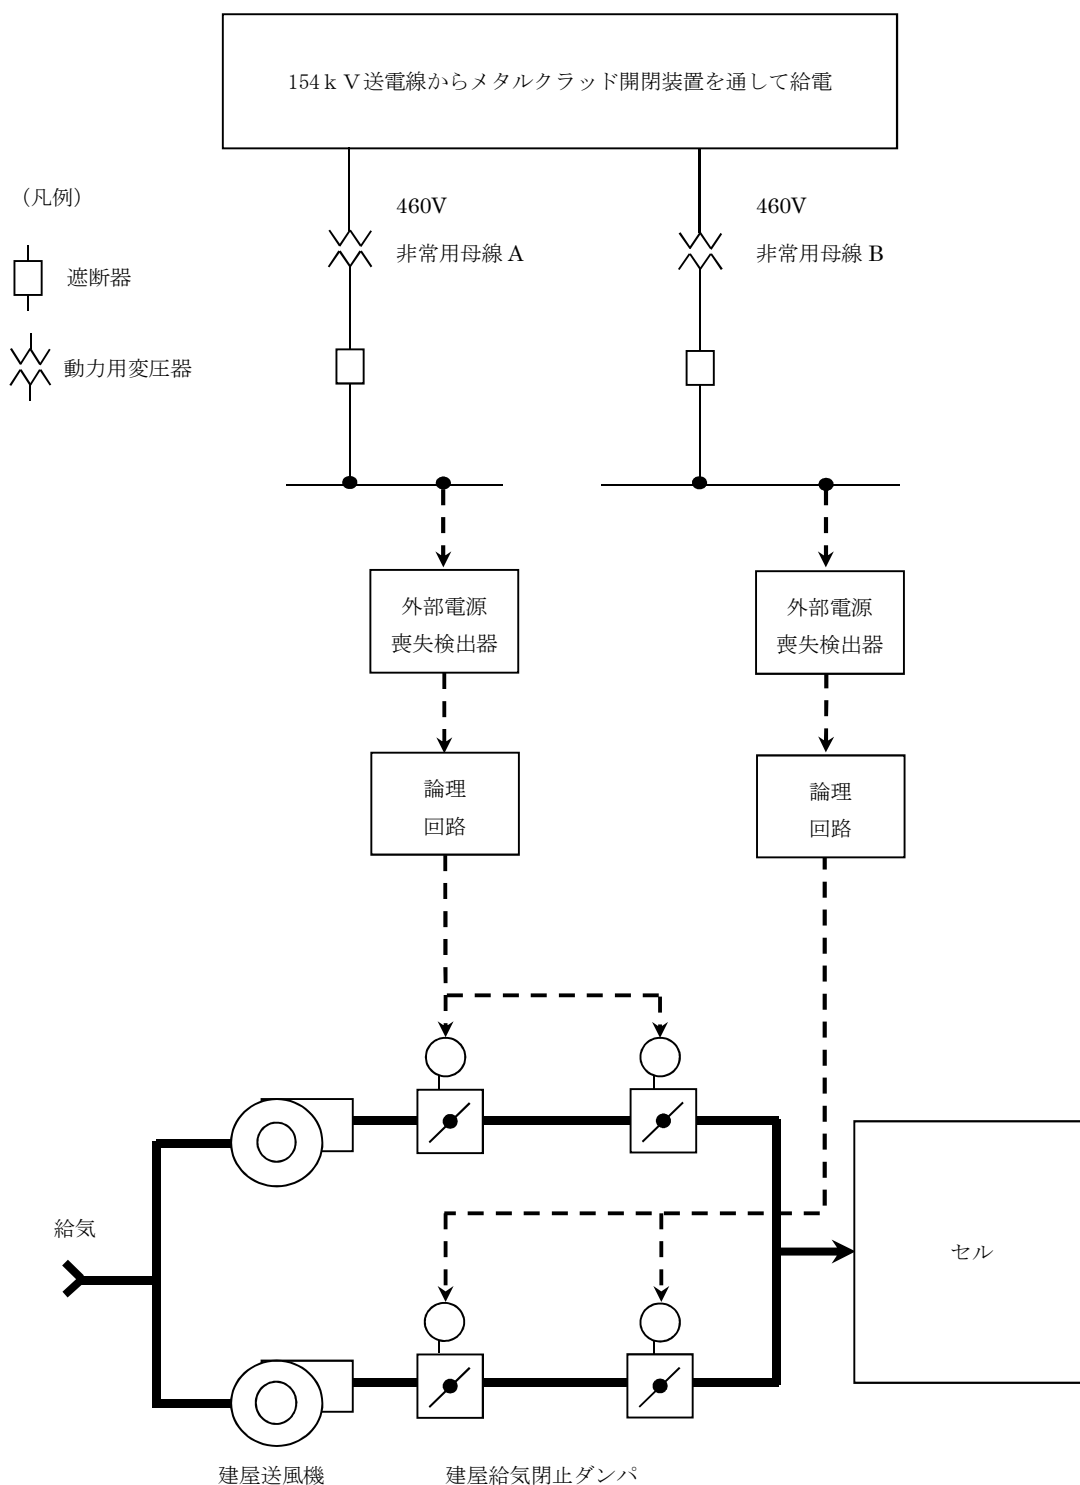 154ｋＶ送電線からメタルクラッド開閉装置を通して給電
（凡例）
遮断器
動力用変圧器
460V
非常用母線 A
460V
非常用母線 B
外部電源
喪失検出器
外部電源
喪失検出器
論理
回路
論理
回路
給気
セル
建屋送風機
建屋給気閉止ダンパ